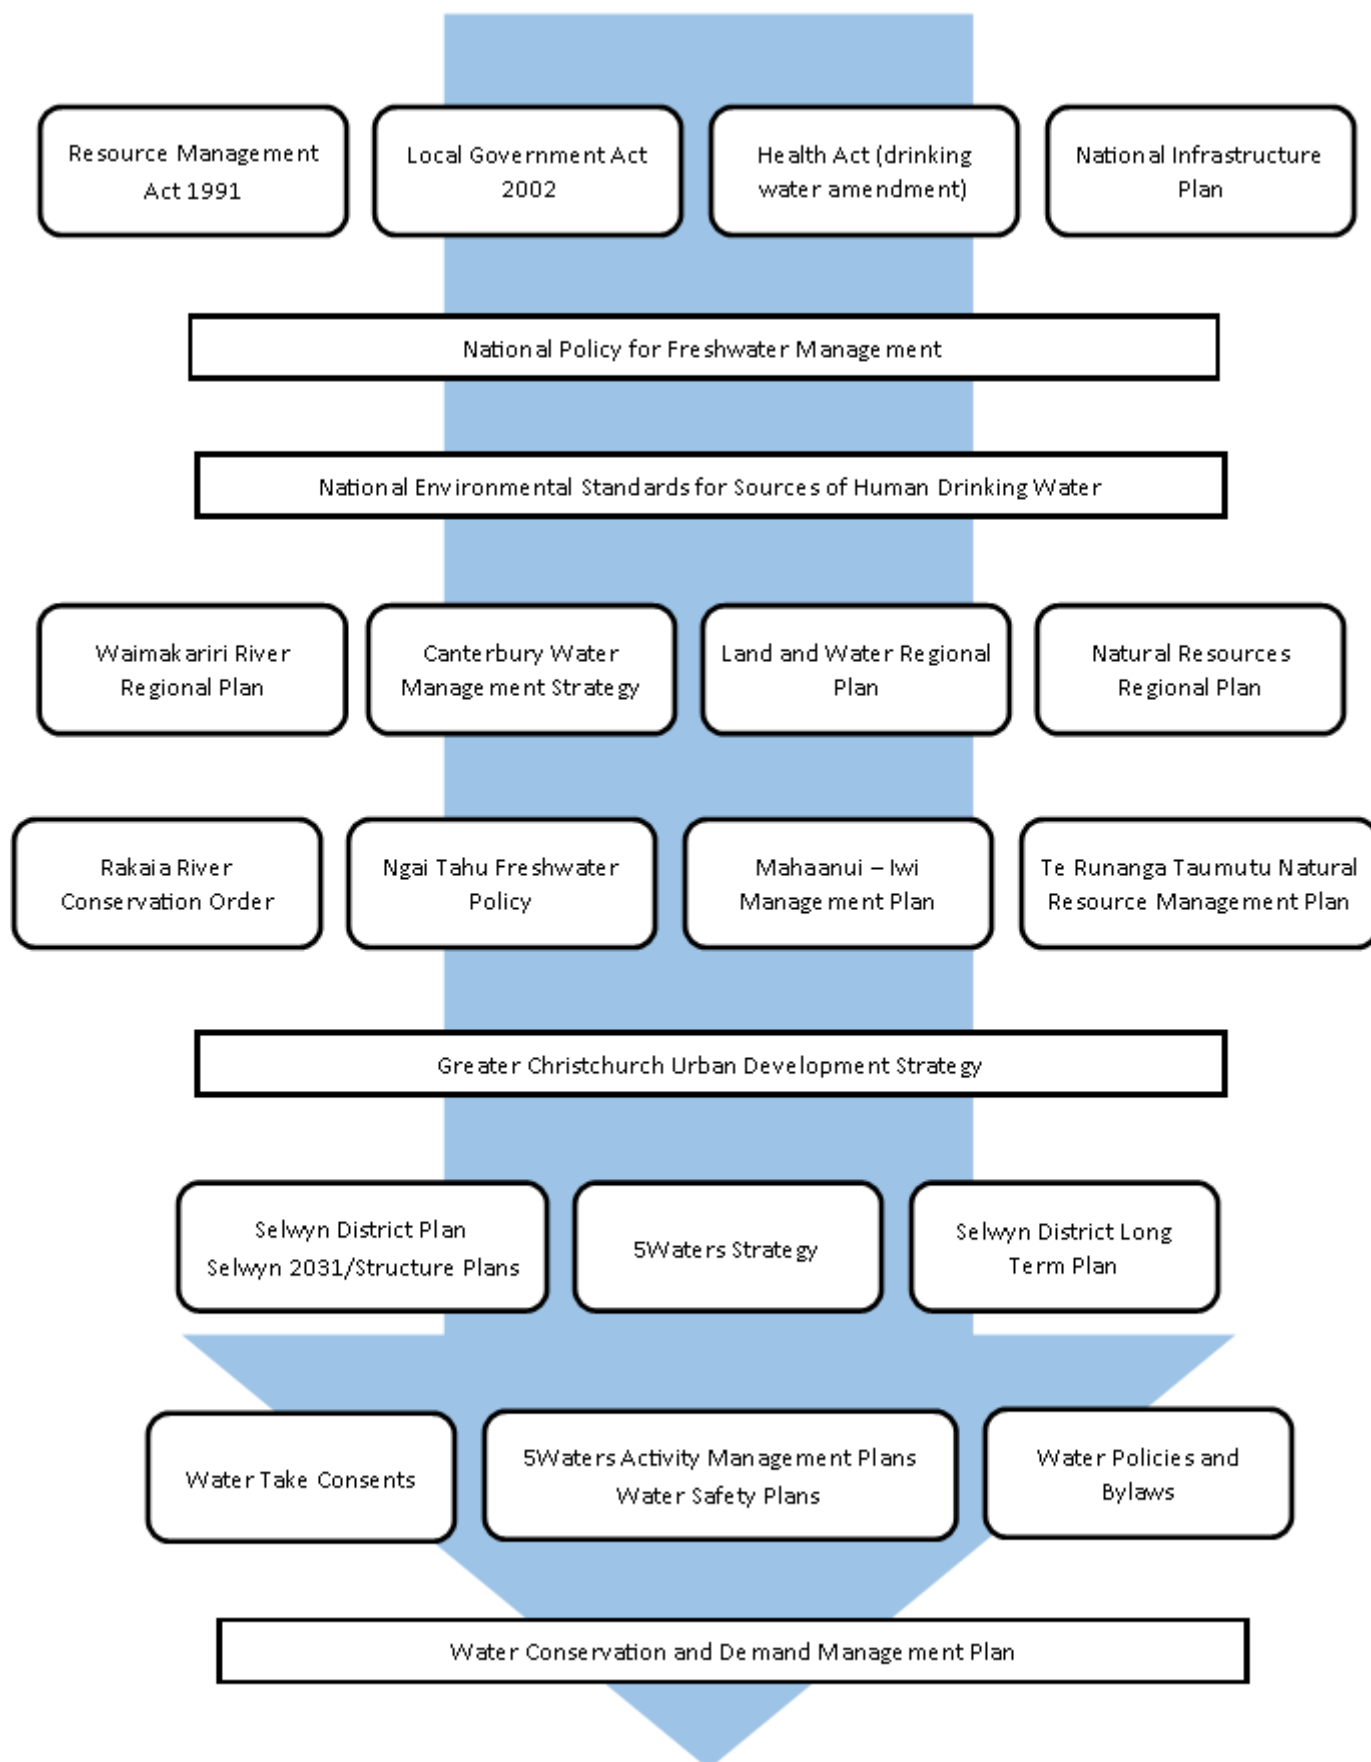 Resource Management
Act 1991
Local Government Act
2002
Health Act (drinking
water amendment)
National Infrastructure
Plan
National Policy for Freshwater Management
National Environmental Standards for Sources of Human Drinking Water
Waimakariri River
Regional Plan
Canterbury Water
Management Strategy
Land and Water Regional
Plan
Natural Resources
Regional Plan
Rakaia River
Conservation Order
Ngai Tahu Freshwater
Policy
Mahaanui – Iwi
Management Plan
Te Runanga Taumutu Natural
Resource Management Plan
Greater Christchurch Urban Development Strategy
Selwyn District Plan
Selwyn 2031/Structure Plans
5Waters Strategy
Selwyn District Long
Term Plan
Water Take Consents
5Waters Activity Management Plans
Water Safety Plans
Water Policies and
Bylaws
Water Conservation and Demand Management Plan